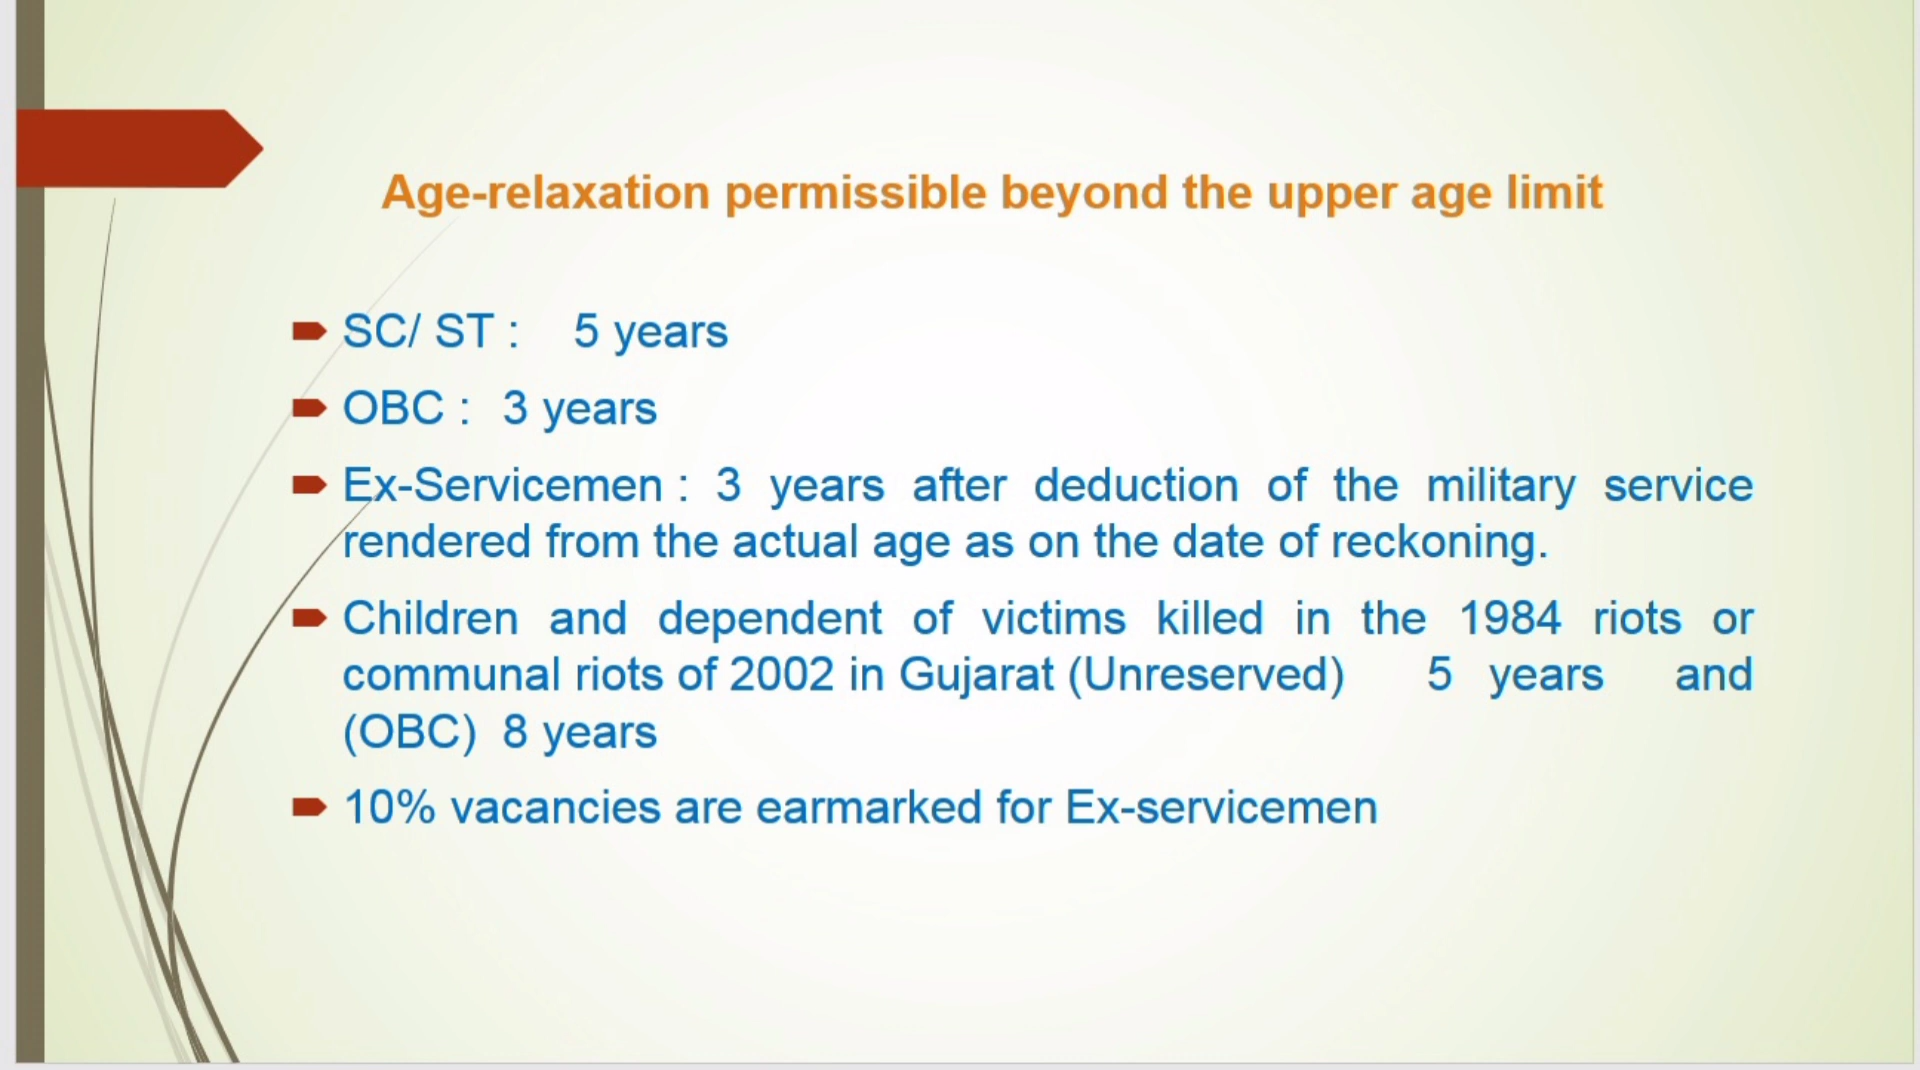 Age-relaxation permissible beyond the upper age limit
SC/ ST : 5 years
OBC : 3 years
Ex-Servicemen : 3 years after deduction of the military service
rendered from the actual age as on the date of reckoning.
Children and dependent of victims killed in the 1984 riots or
communal riots of 2002 in Gujarat (Unreserved) 5 years and
(OBC) 8 years
10% vacancies are earmarked for Ex-servicemen